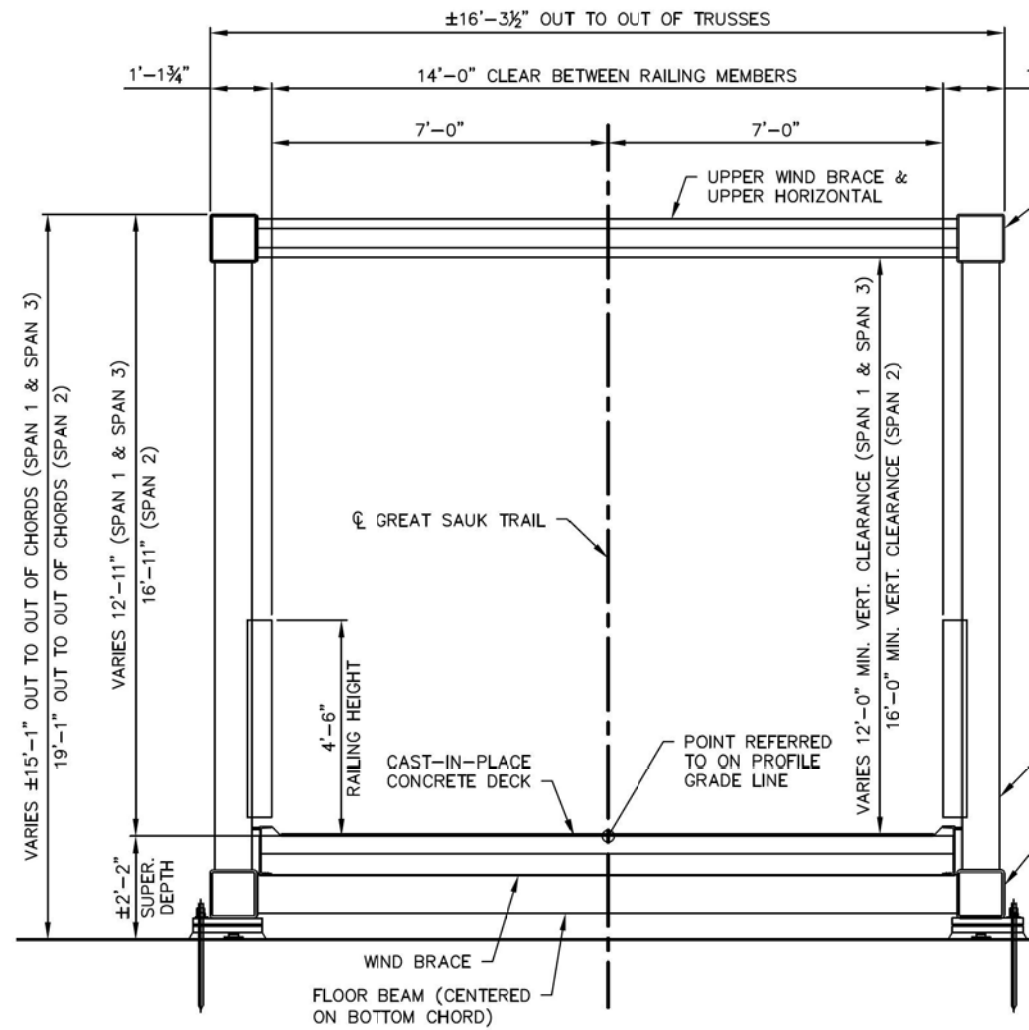 ±16'-3½" OUT TO OUT OF TRUSSES
1'-1¾"
14'-0" CLEAR BETWEEN RAILING MEMBERS
7'-0"
7'-0"
UPPER WIND BRACE &
UPPER HORIZONTAL
VARIES ±15'-1" OUT TO OUT OF CHORDS (SPAN 1 & SPAN 3)
19'-1" OUT TO OUT OF CHORDS (SPAN 2)
VARIES 12'-11" (SPAN 1 & SPAN 3)
16'-11" (SPAN 2)
VARIES 12'-0" MIN. VERT. CLEARANCE (SPAN 1 & SPAN 3)
16'-0" MIN. VERT. CLEARANCE (SPAN 2)
℄ GREAT SAUK TRAIL
4'-6"
RAILING HEIGHT
CAST-IN-PLACE
CONCRETE DECK
POINT REFERRED
TO ON PROFILE
GRADE LINE
±2'-2"
SUPER.
DEPTH
WIND BRACE
FLOOR BEAM (CENTERED
ON BOTTOM CHORD)